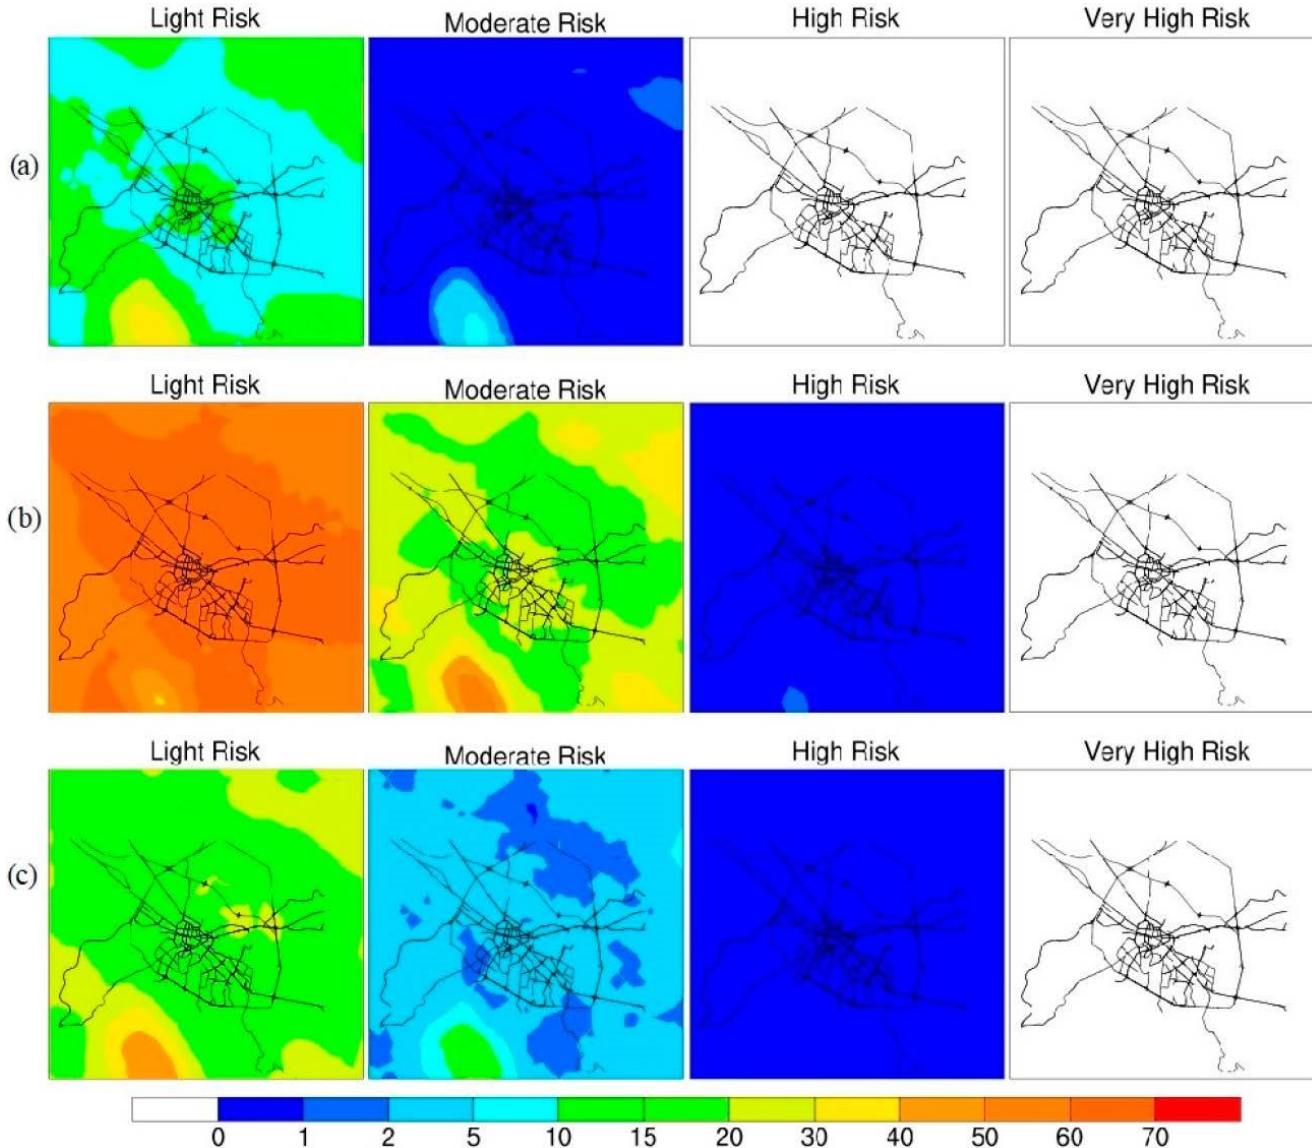 Light Risk Moderate Risk High Risk Very High Risk
(a)
Light Risk Moderate Risk High Risk Very High Risk
(b)
Light Risk Moderate Risk High Risk Very High Risk
(c)
0 1 2 5 10 15 20 30 40 50 60 70